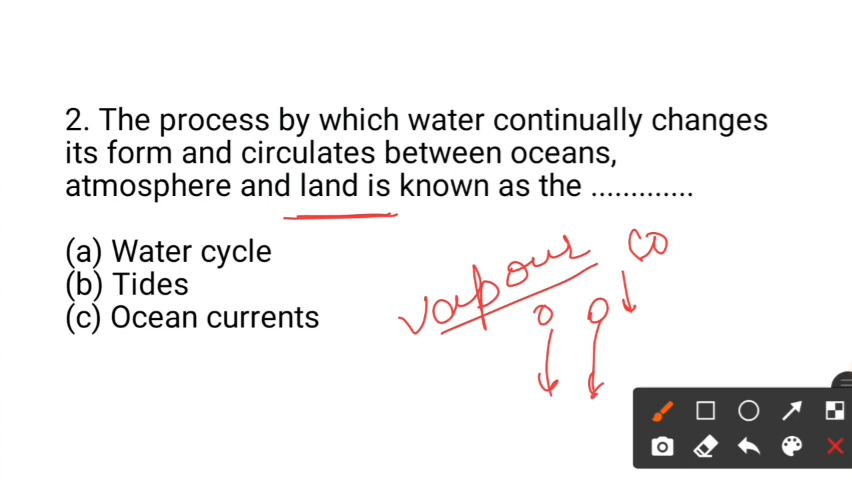 2. The process by which water continually changes
its form and circulates between oceans,
atmosphere and land is known as the .............
(a) Water cycle
(b) Tides
(c) Ocean currents
vapour